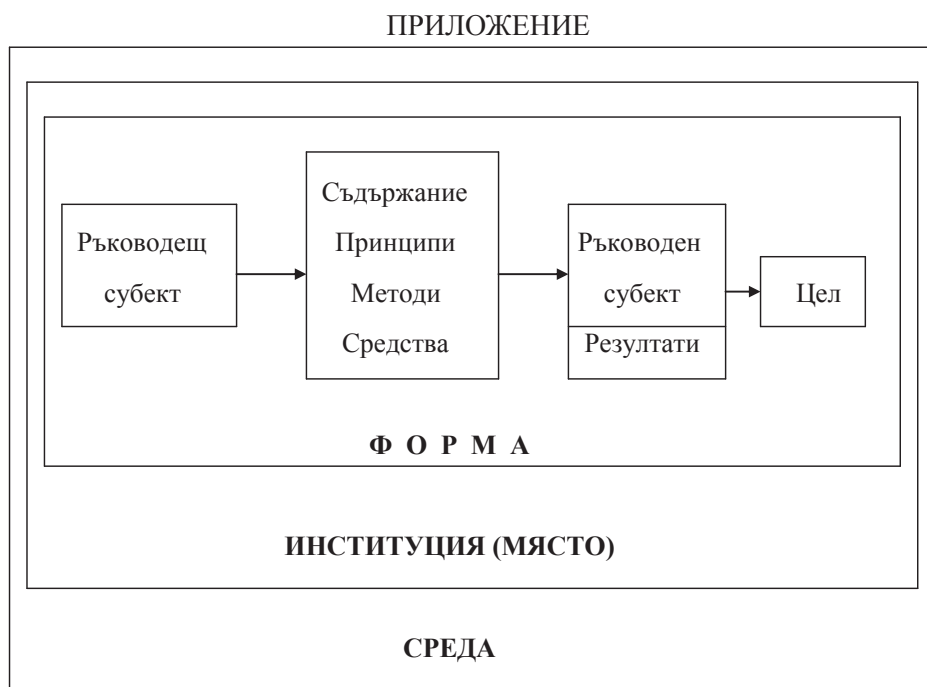 ПРИЛОЖЕНИЕ
Ръководещ
субект
Съдържание
Принципи
Методи
Средства
Ръководен
субект
Резултати
Цел
Ф О Р М А
ИНСТИТУЦИЯ (МЯСТО)
СРЕДА